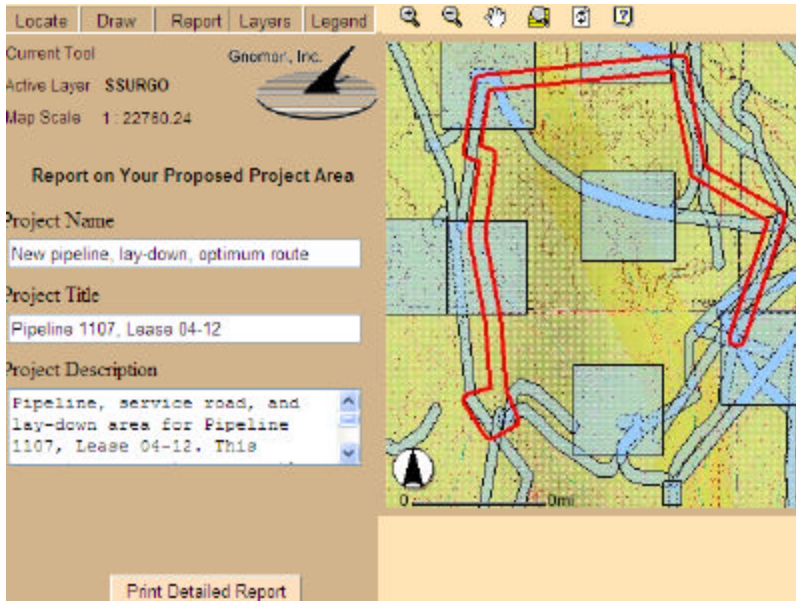 Locate Draw Report Layers Legend
Current Tool
Gnomon, Inc.
Active Layer SSURGO
Map Scale 1 : 22760.24
Report on Your Proposed Project Area
Project Name
New pipeline, lay-down, optimum route
Project Title
Pipeline 1107, Lease 04-12
Project Description
Pipeline, service road, and
lay-down area for Pipeline
1107, Lease 04-12. This
Print Detailed Report
0 0mi